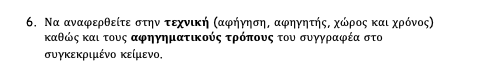 6. Να αναφερθείτε στην τεχνική (αφήγηση, αφηγητής, χώρος και χρόνος)
καθώς και τους αφηγηματικούς τρόπους του συγγραφέα στο
συγκεκριμένο κείμενο.